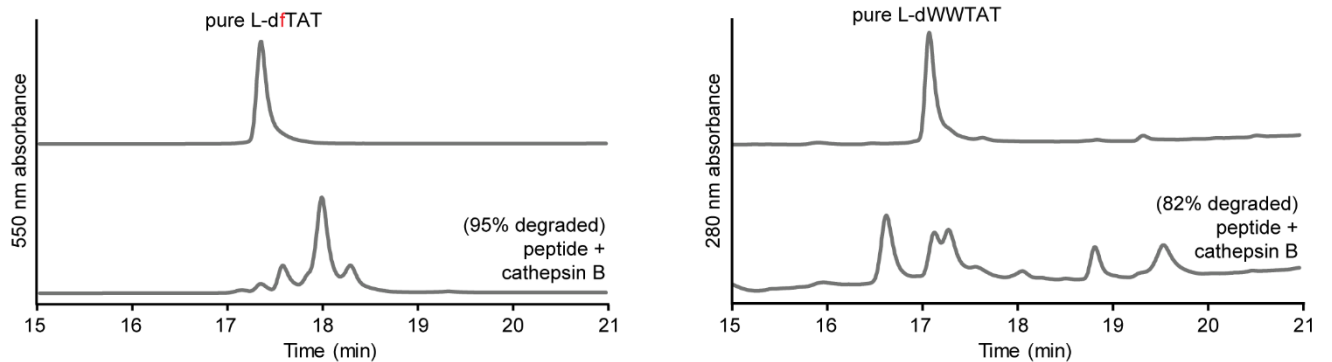 pure L-dfTAT
550 nm absorbance
(95% degraded)
peptide +
cathepsin B
15 16 17 18 19 20 21
Time (min)
pure L-dWWTAT
280 nm absorbance
(82% degraded)
peptide +
cathepsin B
15 16 17 18 19 20 21
Time (min)